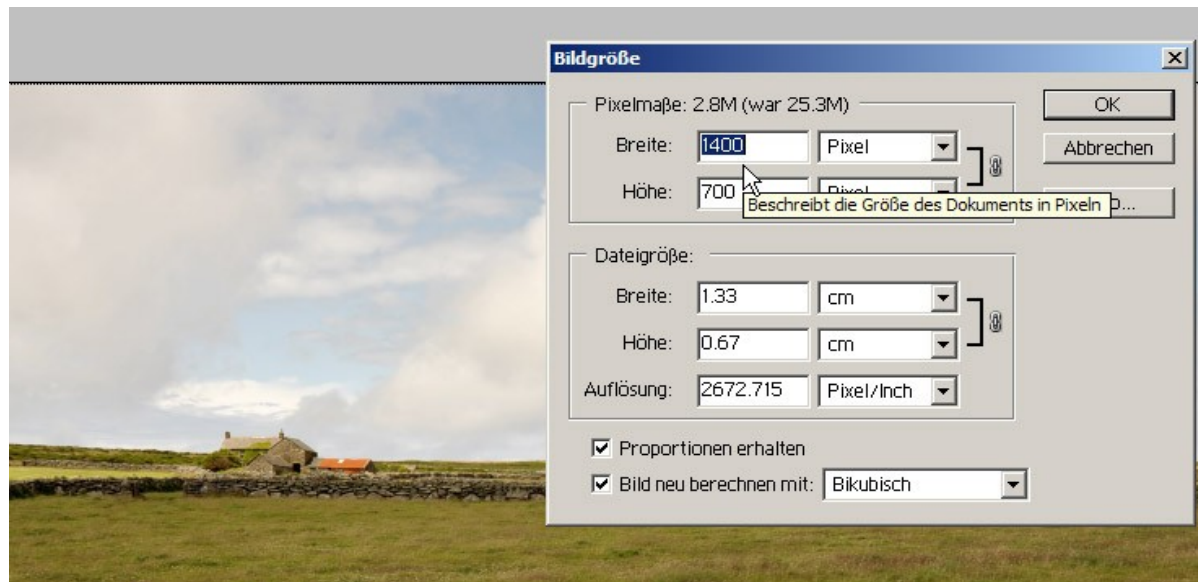 Bildgröße
Pixelmaße: 2.8M (war 25.3M)
OK
Breite: 1400 Pixel
Abbrechen
Höhe: 700 Pixel
Beschreibt die Größe des Dokuments in Pixeln
Dateigröße:
Breite: 1.33 cm
Höhe: 0.67 cm
Auflösung: 2672.715 Pixel/Inch
Proportionen erhalten
Bild neu berechnen mit: Bikubisch